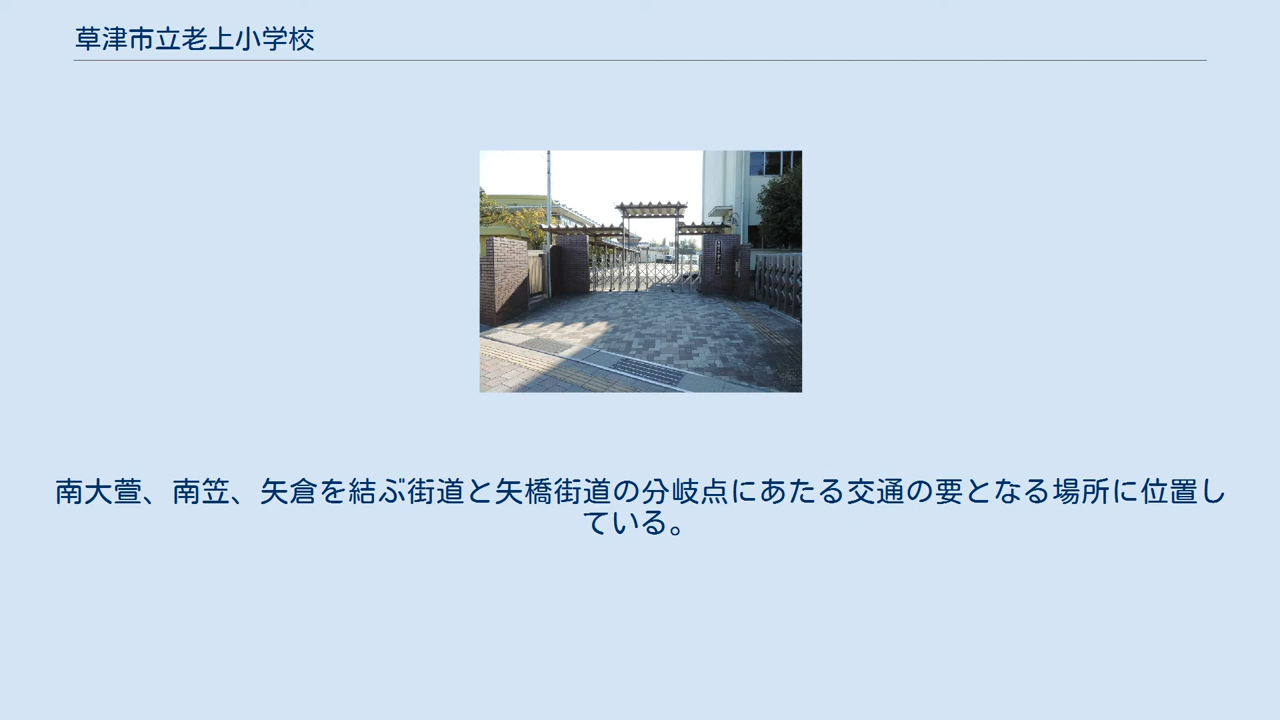 草津市立老上小学校
南大萱、南笠、矢倉を結ぶ街道と矢橋街道の分岐点にあたる交通の要となる場所に位置し
ている。